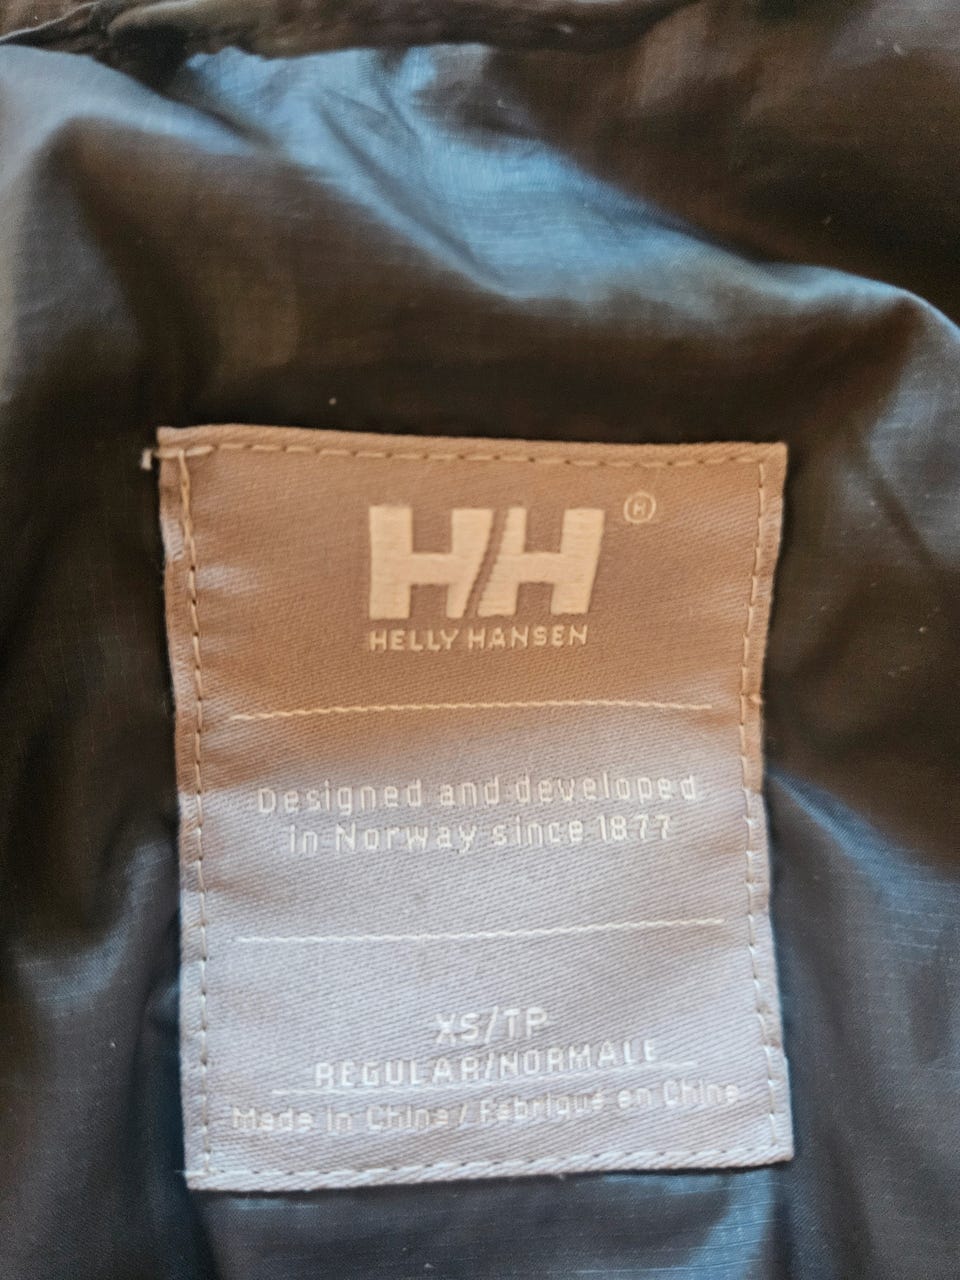 HH®
HELLY HANSEN
Designed and developed
in Norway since 1877
XS/TP
REGULAR/NORMALE
Made in China / Fabriqué en Chine